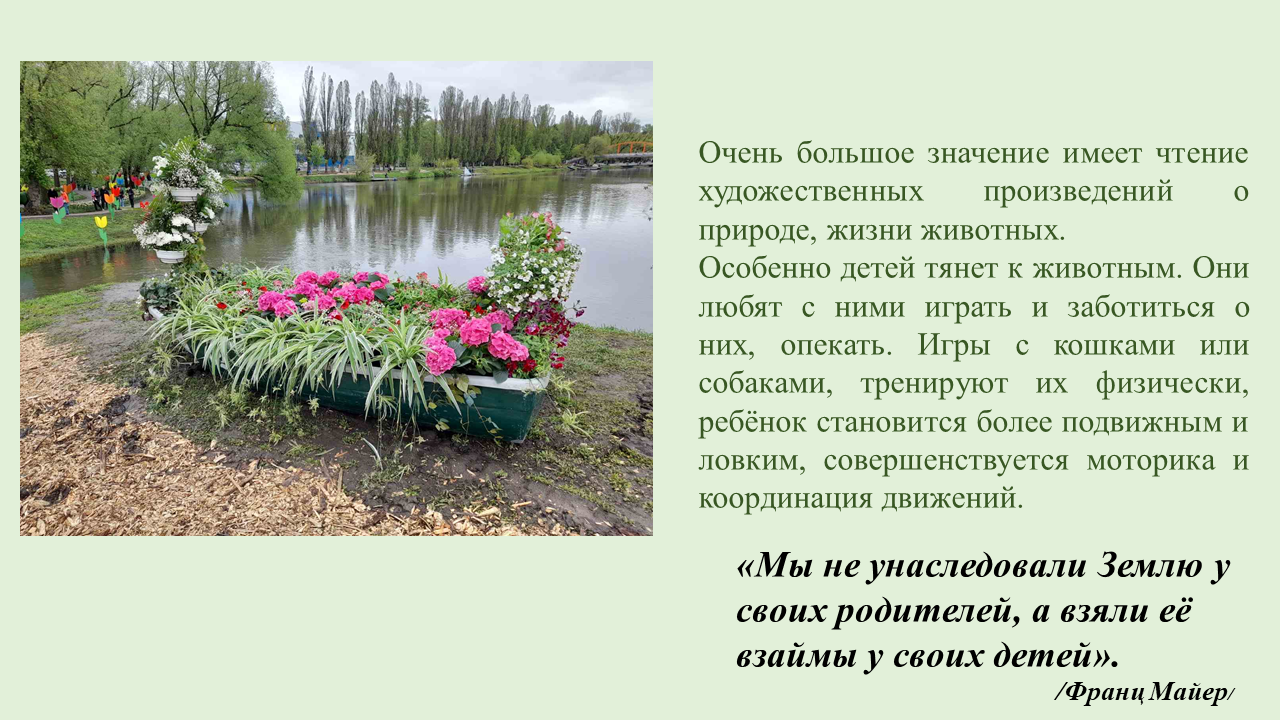 Очень большое значение имеет чтение
художественных произведений о
природе, жизни животных.
Особенно детей тянет к животным. Они
любят с ними играть и заботиться о
них, опекать. Игры с кошками или
собаками, тренируют их физически,
ребёнок становится более подвижным и
ловким, совершенствуется моторика и
координация движений.
«Мы не унаследовали Землю у
своих родителей, а взяли её
взаймы у своих детей».
/Франц Майер/